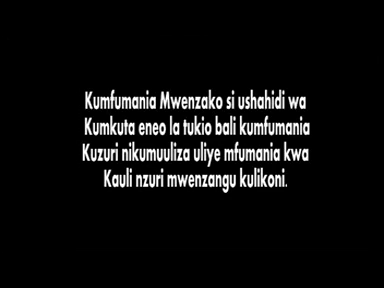 Kumfumania Mwenzako si ushahidi wa
Kumkuta eneo la tukio bali kumfumania
Kuzuri nikumuuliza uliye mfumania kwa
Kauli nzuri mwenzangu kulikoni.